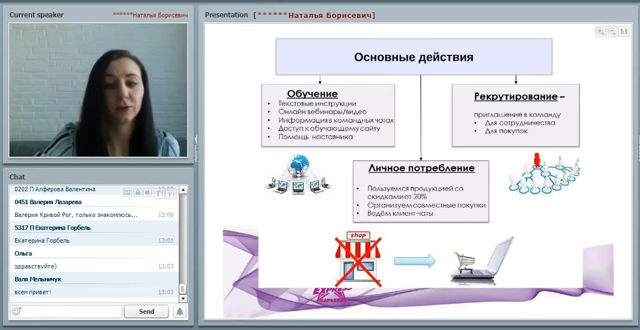 Current speaker
******Наталья Борисевич
Presentation [******Наталья Борисевич]
Основные действия
Обучение
• Текстовые инструкции
• Онлайн вебинары/видео
• Информация в командных чатах
• Доступ к обучающему сайту
• Помощь наставника
Рекрутирование –
приглашение в команду
• Для сотрудничества
• Для покупок
Личное потребление
• Пользуемся продукцией со
скидками от 20%
• Организуем совместные покупки
• Ведём клиент-чаты
shop
EXPRESS
Chat
0202 П Алферова Валентина
0451 Валерия Лазарева
Валерия Кривой Рог, только знакомлюсь... 13:00
5317 П Екатерина Горбель
Екатерина Горбель 13:01
Ольга
здравствуйте) 13:03
Валя Мельничук
всем привет! 13:03
Send